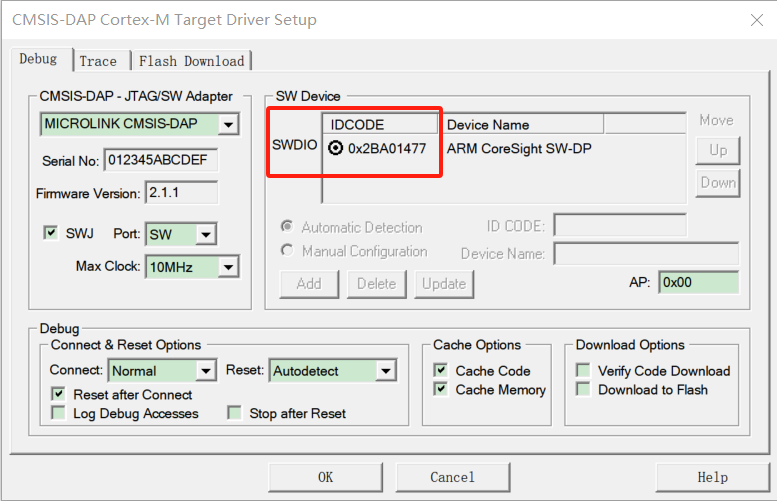 CMSIS-DAP Cortex-M Target Driver Setup
Debug Trace Flash Download
CMSIS-DAP - JTAG/SW Adapter
MICROLINK CMSIS-DAP
Serial No: 012345ABCDEF
Firmware Version: 2.1.1
SWJ Port: SW
Max Clock: 10MHz
SW Device
IDCODE Device Name Move
SWDIO 0x2BA01477 ARM CoreSight SW-DP Up
Down
Automatic Detection ID CODE:
Manual Configuration Device Name:
Add Delete Update AP: 0x00
Debug
Connect & Reset Options
Connect: Normal Reset: Autodetect
Reset after Connect
Log Debug Accesses Stop after Reset
Cache Options
Cache Code
Cache Memory
Download Options
Verify Code Download
Download to Flash
OK Cancel Help